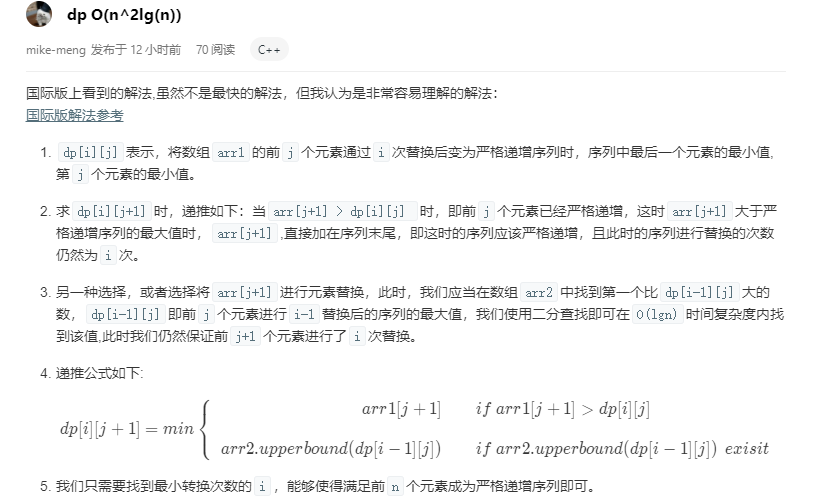 dp O(n^2lg(n))
mike-meng 发布于 12 小时前 70 阅读 C++
国际版上看到的解法,虽然不是最快的解法，但我认为是非常容易理解的解法：
国际版解法参考
1. dp[i][j] 表示，将数组 arr1 的前 j 个元素通过 i 次替换后变为严格递增序列时，序列中最后一个元素的最小值,
第 j 个元素的最小值。
2. 求 dp[i][j+1] 时，递推如下：当 arr[j+1] > dp[i][j] 时，即前 j 个元素已经严格递增，这时 arr[j+1] 大于严
格递增序列的最大值时， arr[j+1] ,直接加在序列末尾，即这时的序列应该严格递增，且此时的序列进行替换的次数
仍然为 i 次。
3. 另一种选择，或者选择将 arr[j+1] 进行元素替换，此时，我们应当在数组 arr2 中找到第一个比 dp[i-1][j] 大的
数， dp[i-1][j] 即前 j 个元素进行 i-1 替换后的序列的最大值，我们使用二分查找即可在 O(lgn) 时间复杂度内找
到该值,此时我们仍然保证前 j+1 个元素进行了 i 次替换。
4. 递推公式如下:
arr1[j + 1] if arr1[j + 1] > dp[i][j]
dp[i][j + 1] = min {
arr2.upperbound(dp[i − 1][j]) if arr2.upperbound(dp[i − 1][j]) exisit
5. 我们只需要找到最小转换次数的 i ，能够使得满足前 n 个元素成为严格递增序列即可。